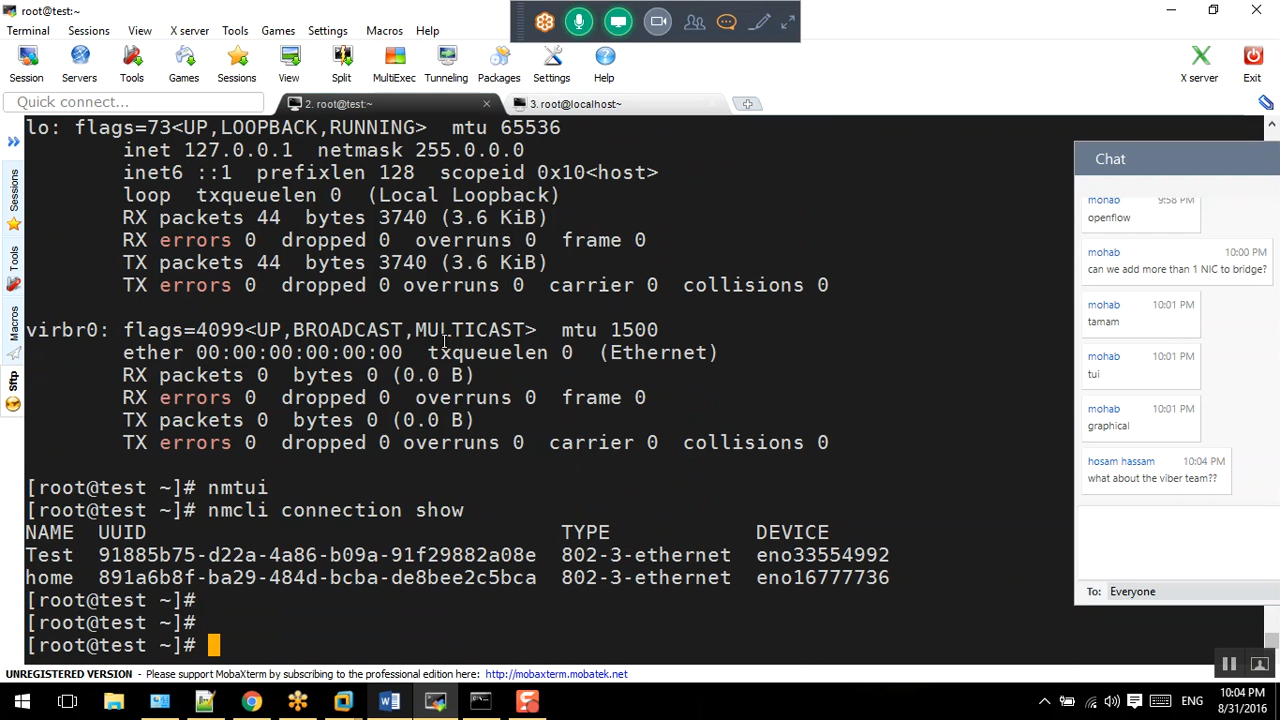 root@test:~
Terminal Sessions View X server Tools Games Settings Macros Help
Session Servers Tools Games Sessions View Split MultiExec Tunneling Packages Settings Help X server Exit
Quick connect...
2. root@test:~
3. root@localhost~
lo: flags=73<UP,LOOPBACK,RUNNING> mtu 65536
inet 127.0.0.1 netmask 255.0.0.0
inet6 ::1 prefixlen 128 scopeid 0x10<host>
loop txqueuelen 0 (Local Loopback)
RX packets 44 bytes 3740 (3.6 KiB)
RX errors 0 dropped 0 overruns 0 frame 0
TX packets 44 bytes 3740 (3.6 KiB)
TX errors 0 dropped 0 overruns 0 carrier 0 collisions 0
virbr0: flags=4099<UP,BROADCAST,MULTICAST> mtu 1500
ether 00:00:00:00:00:00 txqueuelen 0 (Ethernet)
RX packets 0 bytes 0 (0.0 B)
RX errors 0 dropped 0 overruns 0 frame 0
TX packets 0 bytes 0 (0.0 B)
TX errors 0 dropped 0 overruns 0 carrier 0 collisions 0
[root@test ~]# nmtui
[root@test ~]# nmcli connection show
NAME UUID TYPE DEVICE
Test 91885b75-d22a-4a86-b09a-91f29882a08e 802-3-ethernet eno33554992
home 891a6b8f-ba29-484d-bcba-de8bee2c5bca 802-3-ethernet eno16777736
[root@test ~]#
[root@test ~]#
[root@test ~]#
Sessions
Tools
Macros
Sftp
Chat
mohab 9:58 PM
openflow
mohab 10:00 PM
can we add more than 1 NIC to bridge?
mohab 10:01 PM
tamam
mohab 10:01 PM
tui
mohab 10:01 PM
graphical
hosam hassam 10:04 PM
what about the viber team??
To: Everyone
UNREGISTERED VERSION - Please support MobaXterm by subscribing to the professional edition here: http://mobaxterm.mobatek.net
ENG
10:04 PM
8/31/2016